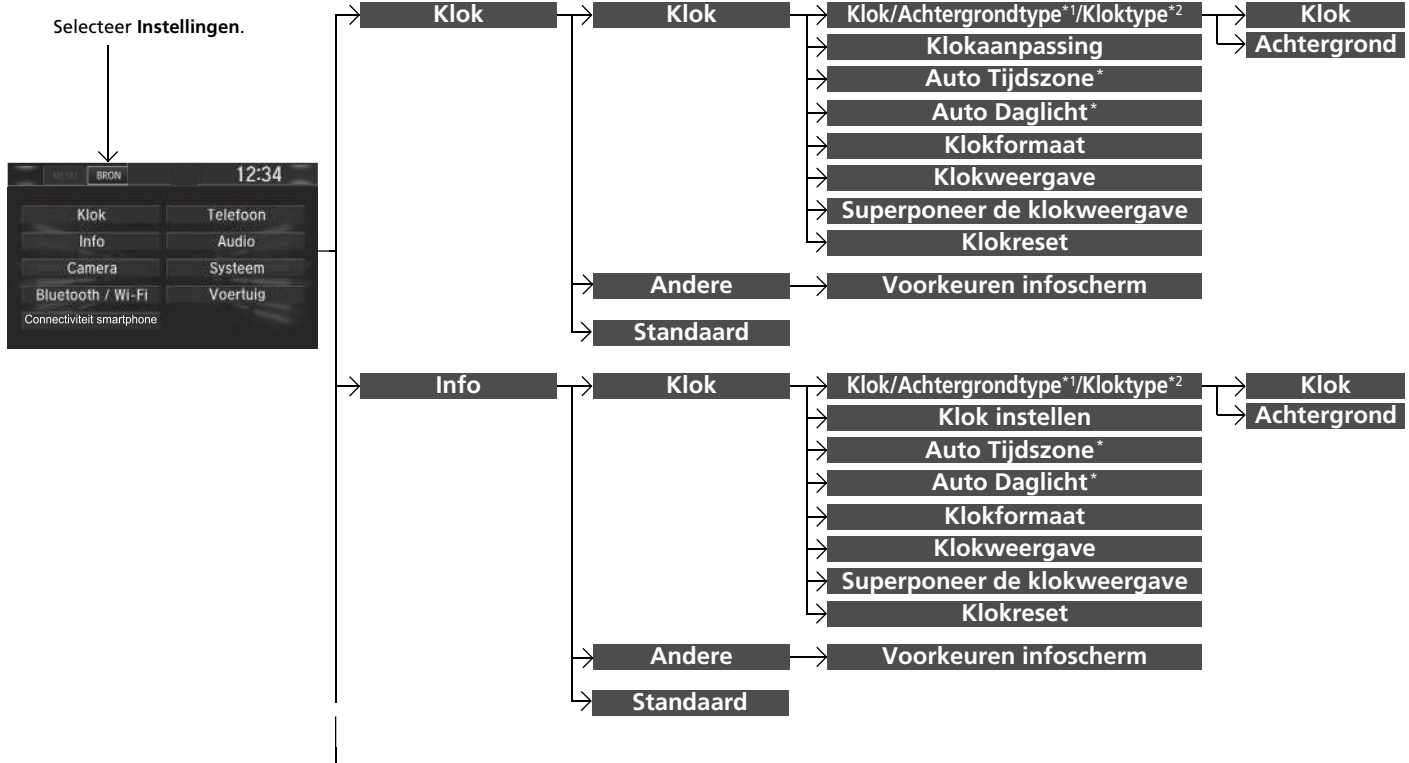 Selecteer Instellingen.
MENU BRON 12:34
Klok Telefoon
Info Audio
Camera Systeem
Bluetooth / Wi-Fi Voertuig
Connectiviteit smartphone
Klok
Klok
Klok/Achtergrondtype*1/Kloktype*2
Klok
Achtergrond
Klokaanpassing
Auto Tijdszone*
Auto Daglicht*
Klokformaat
Klokweergave
Superponeer de klokweergave
Klokreset
Andere
Voorkeuren infoscherm
Standaard
Info
Klok
Klok/Achtergrondtype*1/Kloktype*2
Klok
Achtergrond
Klok instellen
Auto Tijdszone*
Auto Daglicht*
Klokformaat
Klokweergave
Superponeer de klokweergave
Klokreset
Andere
Voorkeuren infoscherm
Standaard